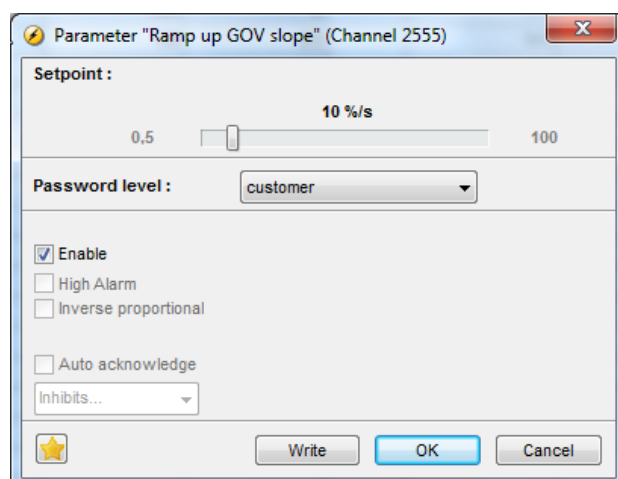 Parameter "Ramp up GOV slope" (Channel 2555)
X
Setpoint :
10 %/s
0,5 100
Password level : customer
Enable
High Alarm
Inverse proportional
Auto acknowledge
Inhibits...
Write OK Cancel